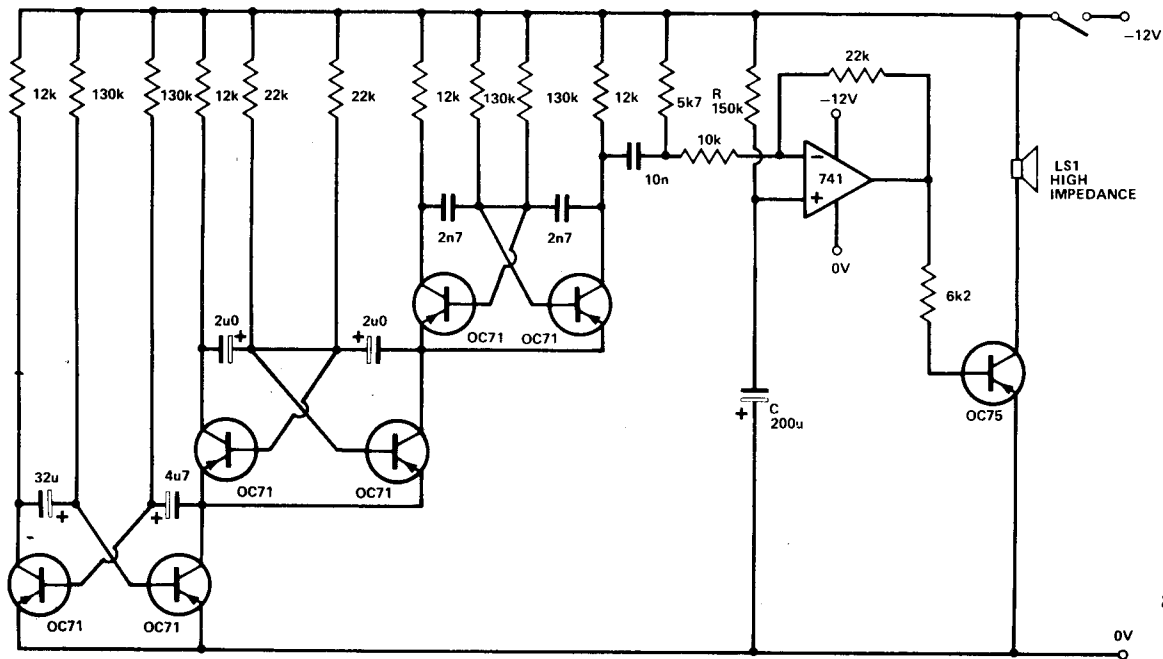 −12V
12k
130k
130k
12k
22k
22k
12k
130k
130k
12k
5k7
R
150k
22k
−12V
10k
10n
−
741
+
LS1
HIGH
IMPEDANCE
2n7
2n7
0V
6k2
OC71
OC71
2u0
+
2u0
+
C
200u
+
OC75
32u
+
4u7
+
OC71
OC71
OC71
OC71
0V